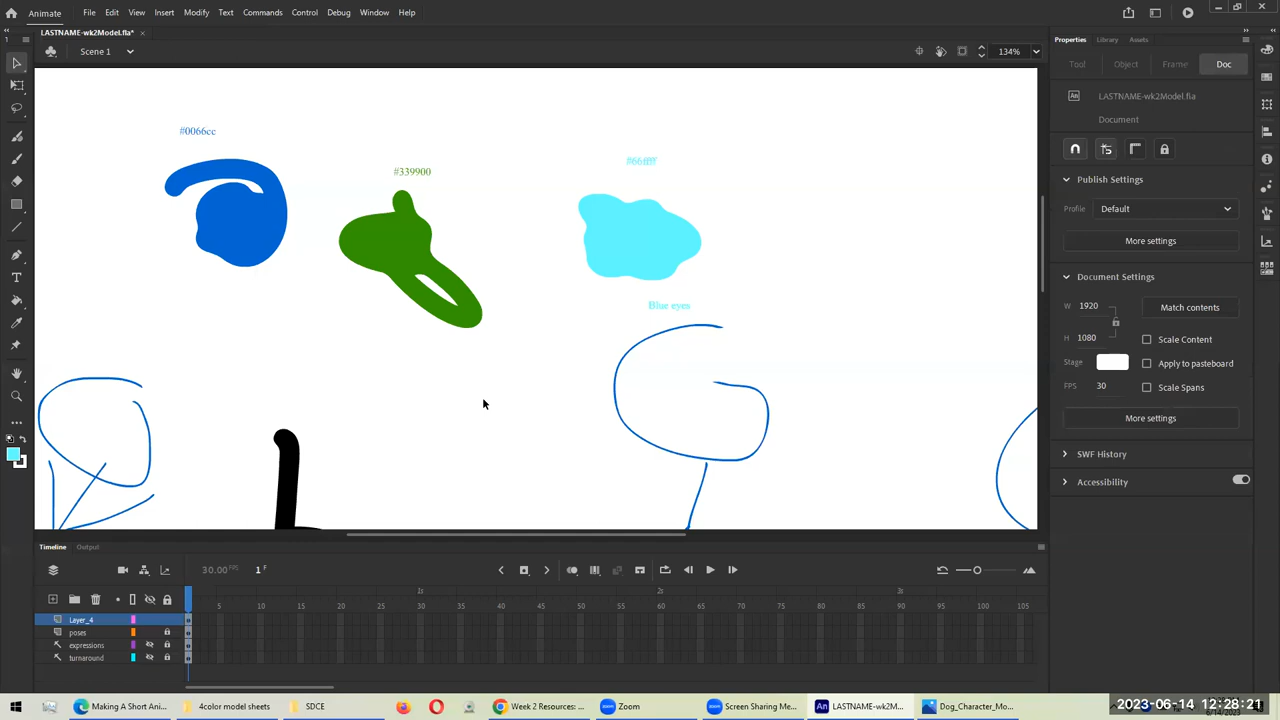 Animate File Edit View Insert Modify Text Commands Control Debug Window Help
LASTNAME-wk2Model.fla*
Scene 1
134%
#0066cc
#339900
#66ffff
Blue eyes
Properties Library Assets
Tool Object Frame Doc
LASTNAME-wk2Model.fla
Document
Publish Settings
Profile Default
More settings
Document Settings
W 1920 Match contents
H 1080 Scale Content
Stage Apply to pasteboard
FPS 30 Scale Spans
More settings
SWF History
Accessibility
Timeline Output
30.00 FPS 1 F
1s 2s 3s
5 10 15 20 25 30 35 40 45 50 55 60 65 70 75 80 85 90 95 100 105
Layer_4
poses
expressions
turnaround
Making A Short Ani... 4color model sheets SDCE Week 2 Resources: ... Zoom Screen Sharing Me... LASTNAME-wk2M... Dog_Character_Mo...
2023-06-14 12:28:21